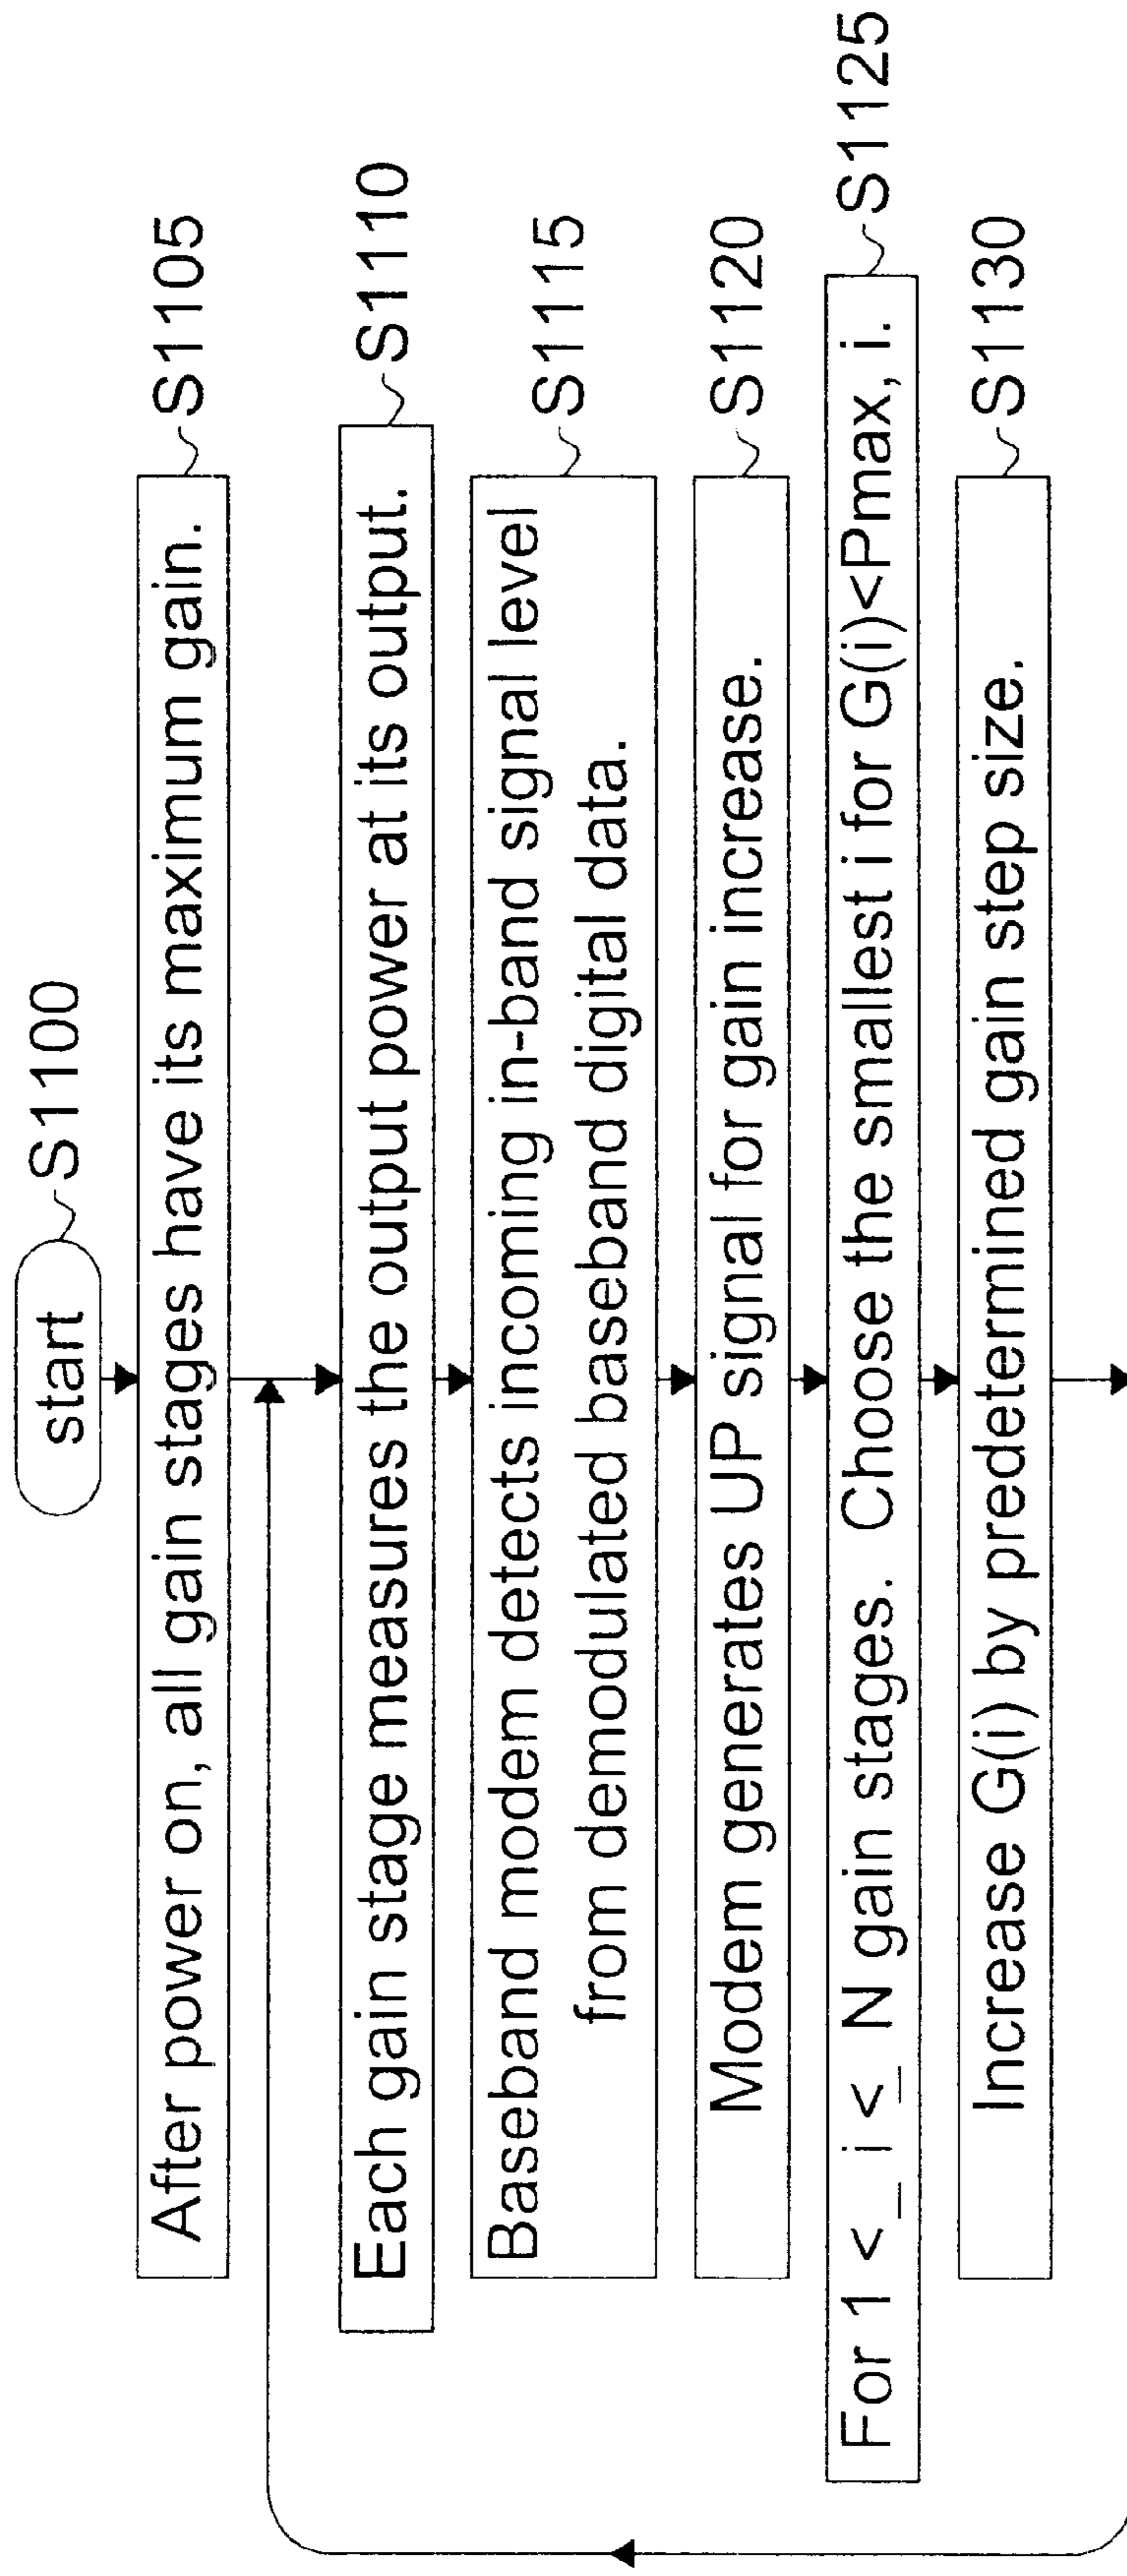 start
S1100
After power on, all gain stages have its maximum gain.
S1105
Each gain stage measures the output power at its output.
S1110
Baseband modem detects incoming in-band signal level
from demodulated baseband digital data.
S1115
Modem generates UP signal for gain increase.
S1120
For 1 <_ i <_ N gain stages. Choose the smallest i for G(i)<Pmax, i.
S1125
Increase G(i) by predetermined gain step size.
S1130